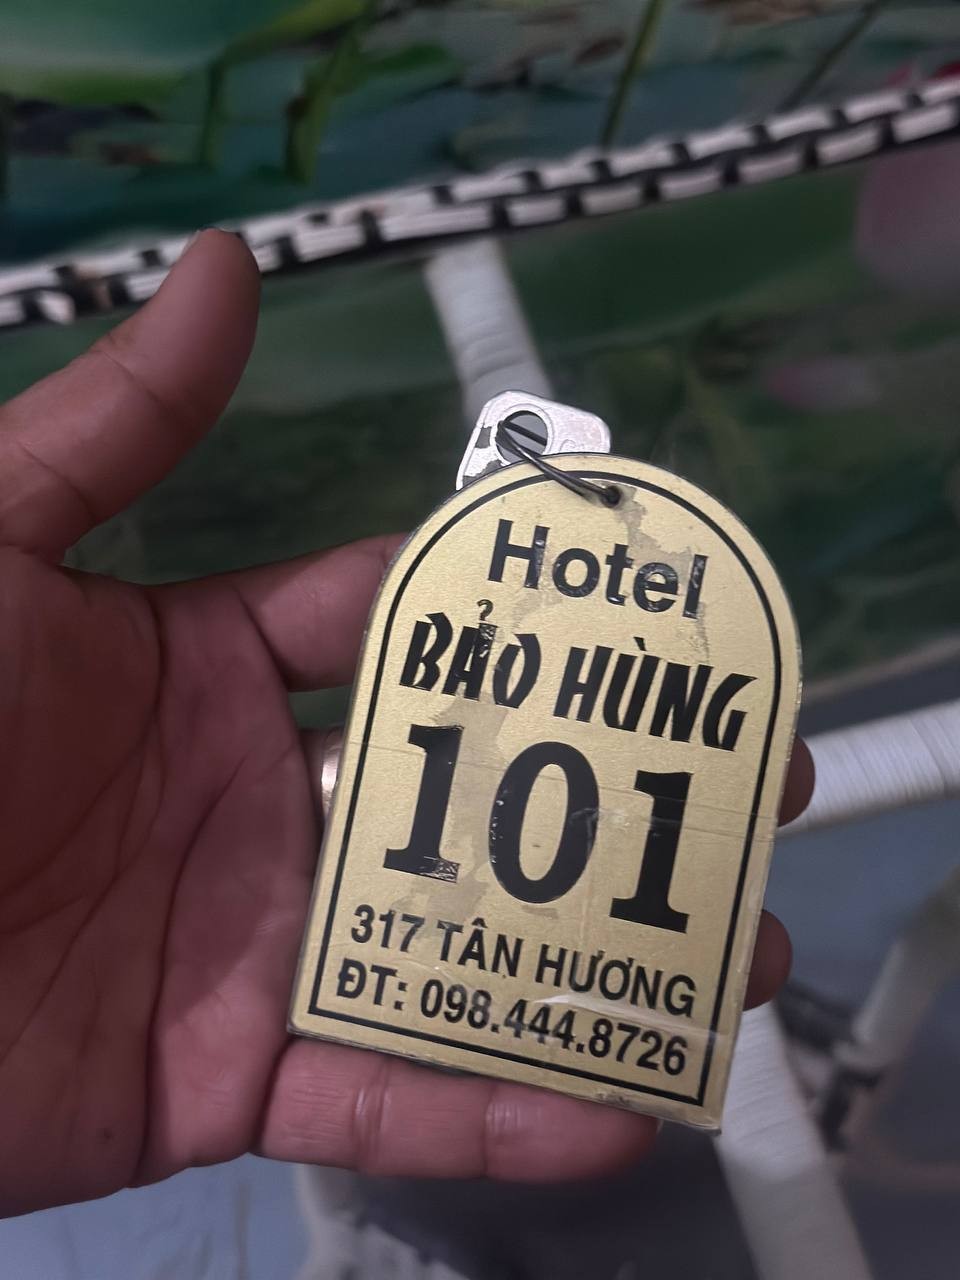 Hotel
BẢO HÙNG
101
317 TÂN HƯƠNG
ĐT: 098.444.8726